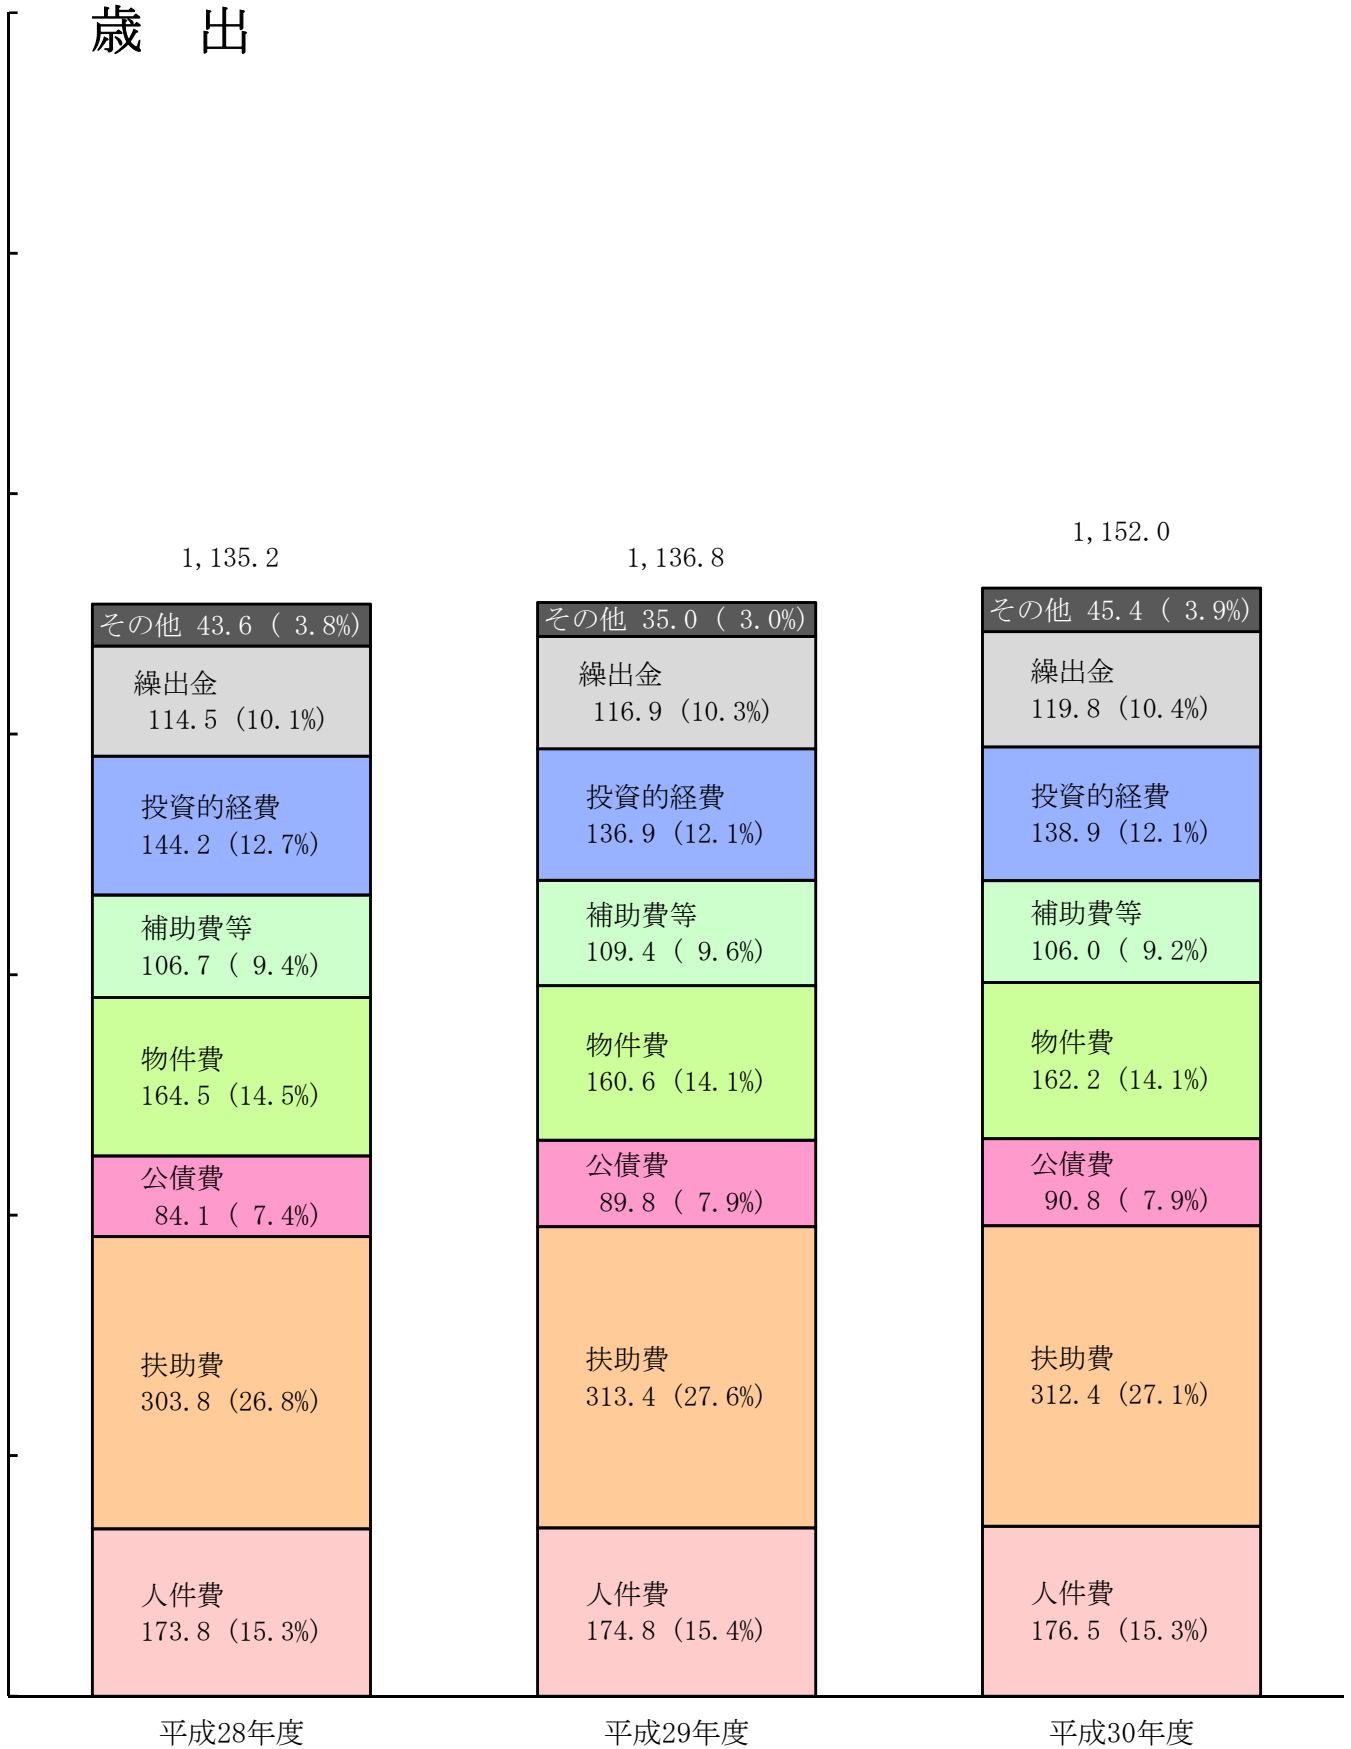 歳　出
1,135.2
その他 43.6 ( 3.8%)
繰出金
114.5 (10.1%)
投資的経費
144.2 (12.7%)
補助費等
106.7 ( 9.4%)
物件費
164.5 (14.5%)
公債費
84.1 ( 7.4%)
扶助費
303.8 (26.8%)
人件費
173.8 (15.3%)
平成28年度
1,136.8
その他 35.0 ( 3.0%)
繰出金
116.9 (10.3%)
投資的経費
136.9 (12.1%)
補助費等
109.4 ( 9.6%)
物件費
160.6 (14.1%)
公債費
89.8 ( 7.9%)
扶助費
313.4 (27.6%)
人件費
174.8 (15.4%)
平成29年度
1,152.0
その他 45.4 ( 3.9%)
繰出金
119.8 (10.4%)
投資的経費
138.9 (12.1%)
補助費等
106.0 ( 9.2%)
物件費
162.2 (14.1%)
公債費
90.8 ( 7.9%)
扶助費
312.4 (27.1%)
人件費
176.5 (15.3%)
平成30年度